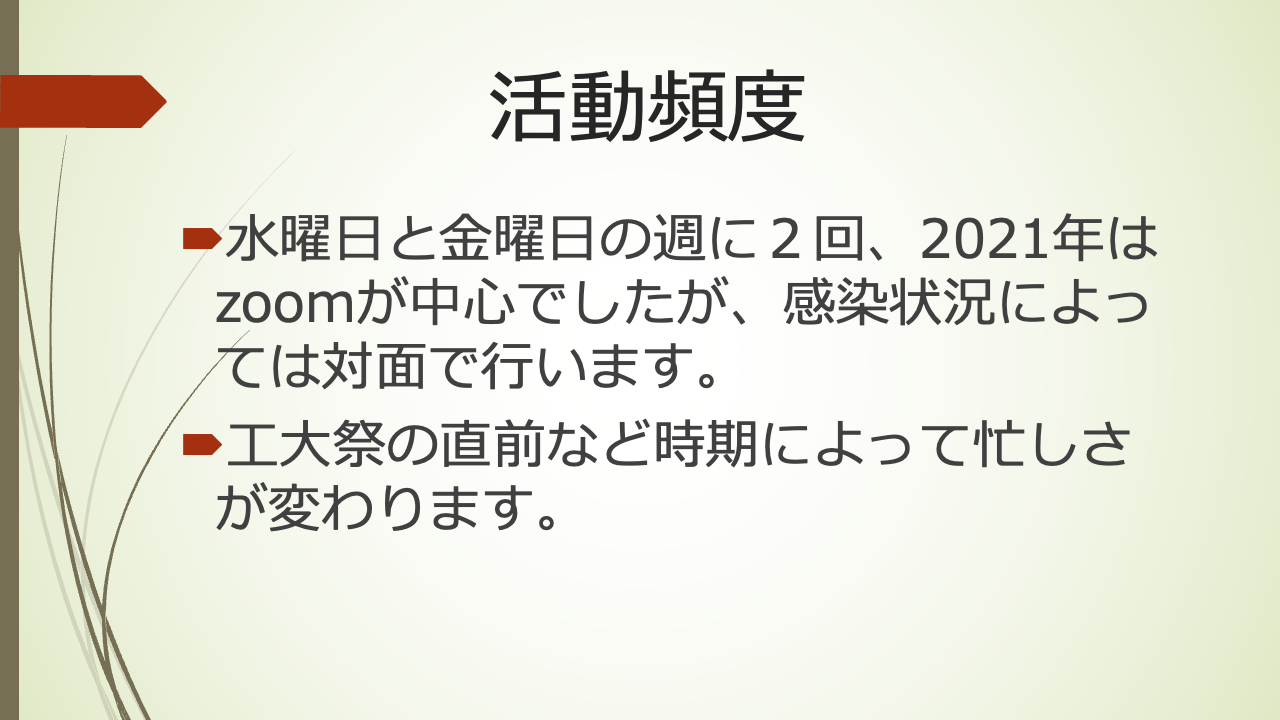 活動頻度
水曜日と金曜日の週に２回、2021年は
zoomが中心でしたが、感染状況によっ
ては対面で行います。
工大祭の直前など時期によって忙しさ
が変わります。